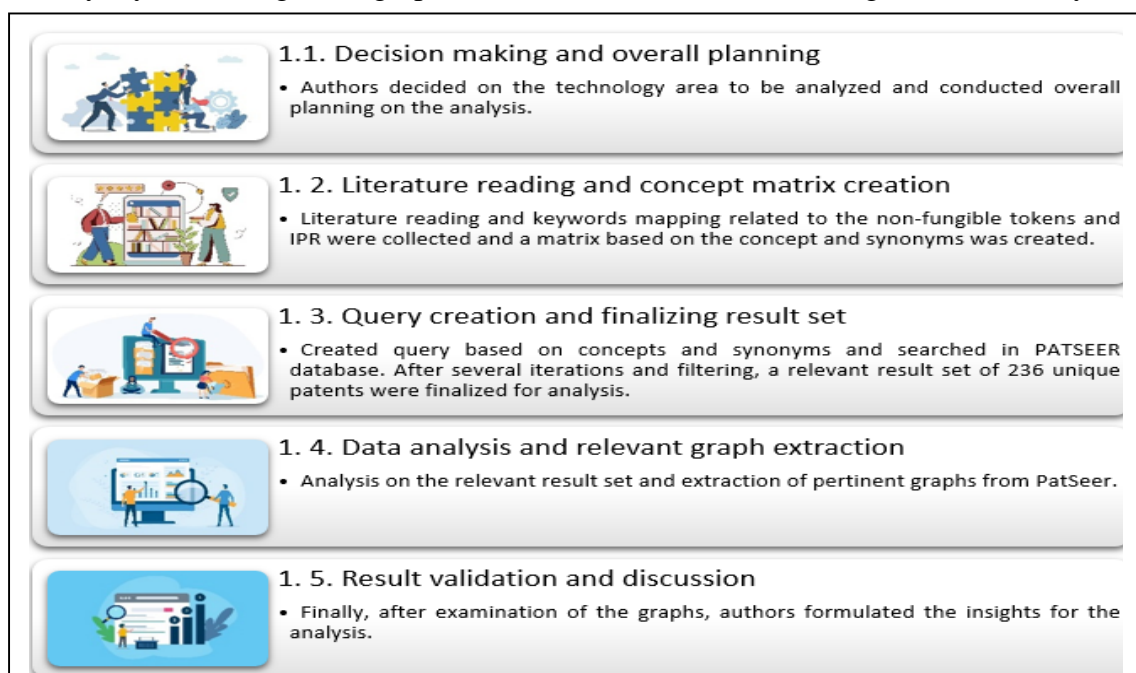 1.1. Decision making and overall planning
• Authors decided on the technology area to be analyzed and conducted overall
planning on the analysis.
1. 2. Literature reading and concept matrix creation
• Literature reading and keywords mapping related to the non-fungible tokens and
IPR were collected and a matrix based on the concept and synonyms was created.
1. 3. Query creation and finalizing result set
• Created query based on concepts and synonyms and searched in PATSEER
database. After several iterations and filtering, a relevant result set of 236 unique
patents were finalized for analysis.
1. 4. Data analysis and relevant graph extraction
• Analysis on the relevant result set and extraction of pertinent graphs from PatSeer.
1. 5. Result validation and discussion
• Finally, after examination of the graphs, authors formulated the insights for the
analysis.